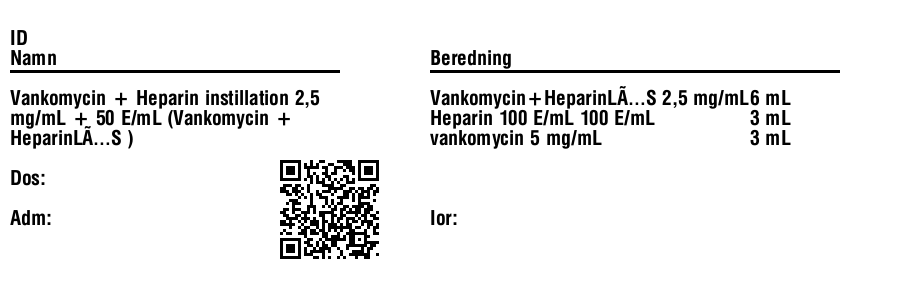 ID
Namn
Vankomycin + Heparin instillation 2,5
mg/mL + 50 E/mL (Vankomycin +
HeparinLÃ…S )
Dos:
Adm:
Beredning
Vankomycin+HeparinLÃ…S 2,5 mg/mL6 mL
Heparin 100 E/mL 100 E/mL 3 mL
vankomycin 5 mg/mL 3 mL
Ior: